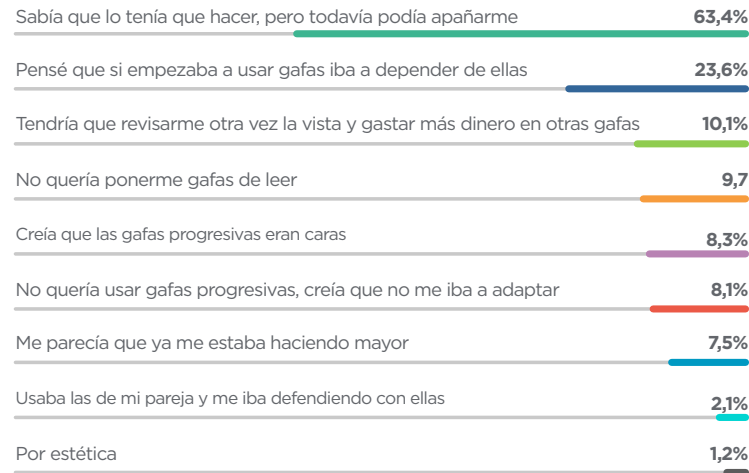 Sabía que lo tenía que hacer, pero todavía podía apañarme 63,4%
Pensé que si empezaba a usar gafas iba a depender de ellas 23,6%
Tendría que revisarme otra vez la vista y gastar más dinero en otras gafas 10,1%
No quería ponerme gafas de leer 9,7
Creía que las gafas progresivas eran caras 8,3%
No quería usar gafas progresivas, creía que no me iba a adaptar 8,1%
Me parecía que ya me estaba haciendo mayor 7,5%
Usaba las de mi pareja y me iba defendiendo con ellas 2,1%
Por estética 1,2%